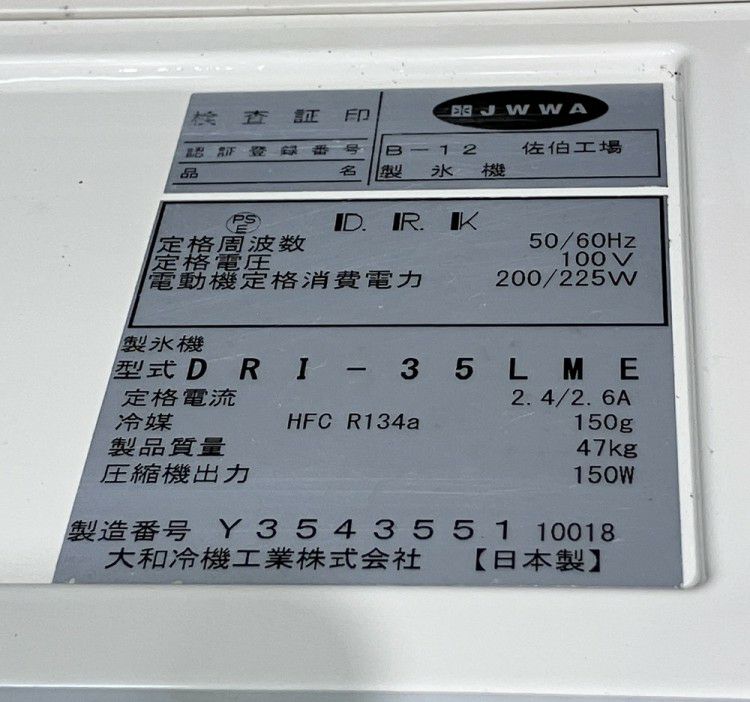 検査証印 JWWA
認証登録番号 B-12 佐伯工場
品名 製氷機
PSE D.R.K
定格周波数 50/60Hz
定格電圧 100V
電動機定格消費電力 200/225W
製氷機
型式 DRI-35LME
定格電流 2.4/2.6A
冷媒 HFC R134a 150g
製品質量 47kg
圧縮機出力 150W
製造番号 Y3543551 10018
大和冷機工業株式会社 【日本製】